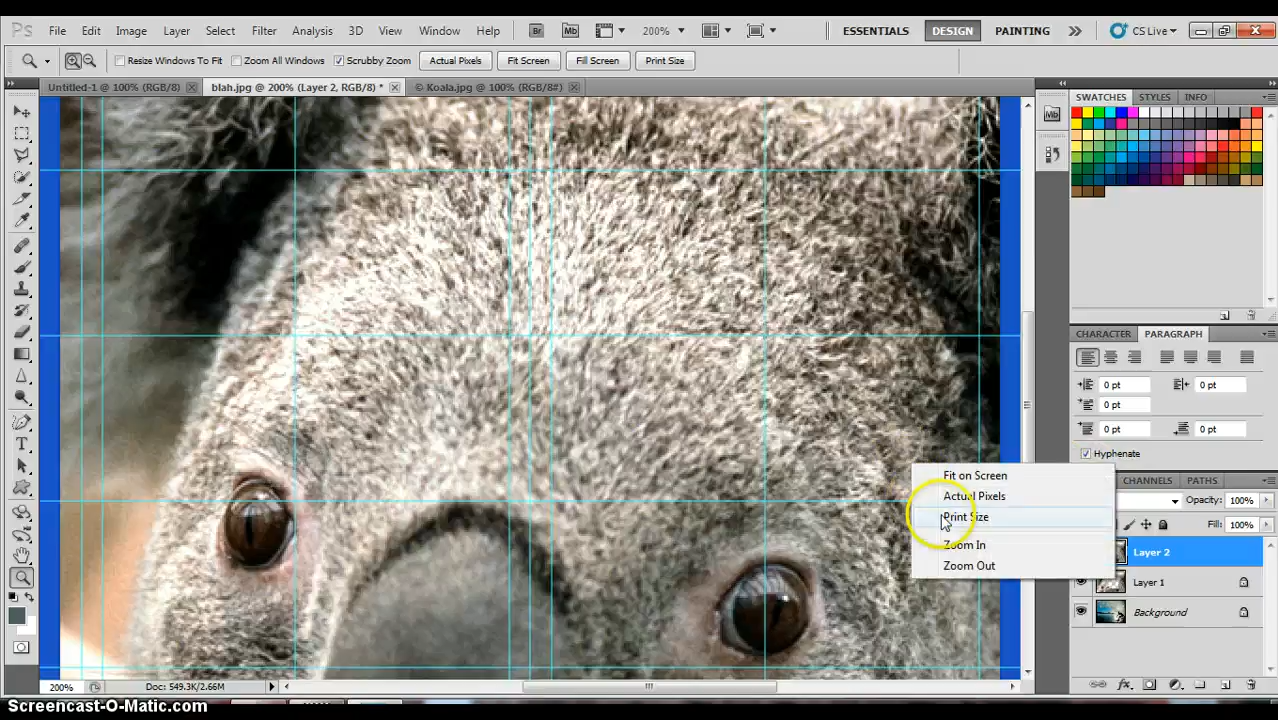 PS File Edit Image Layer Select Filter Analysis 3D View Window Help Br Mb 200% ESSENTIALS DESIGN PAINTING CS Live
Resize Windows To Fit Zoom All Windows Scrubby Zoom Actual Pixels Fit Screen Fill Screen Print Size
Untitled-1 @ 100% (RGB/8) blah.jpg @ 200% (Layer 2, RGB/8) * © Koala.jpg @ 100% (RGB/8#)
SWATCHES STYLES INFO
Mb
CHARACTER PARAGRAPH
0 pt 0 pt
0 pt
0 pt 0 pt
Hyphenate
Fit on Screen
Actual Pixels
Print Size
Zoom In
Zoom Out
CHANNELS PATHS
Opacity: 100%
Fill: 100%
Layer 2
Layer 1
Background
T
fx
200% Doc: 549.3K/2.66M
Screencast-O-Matic.com